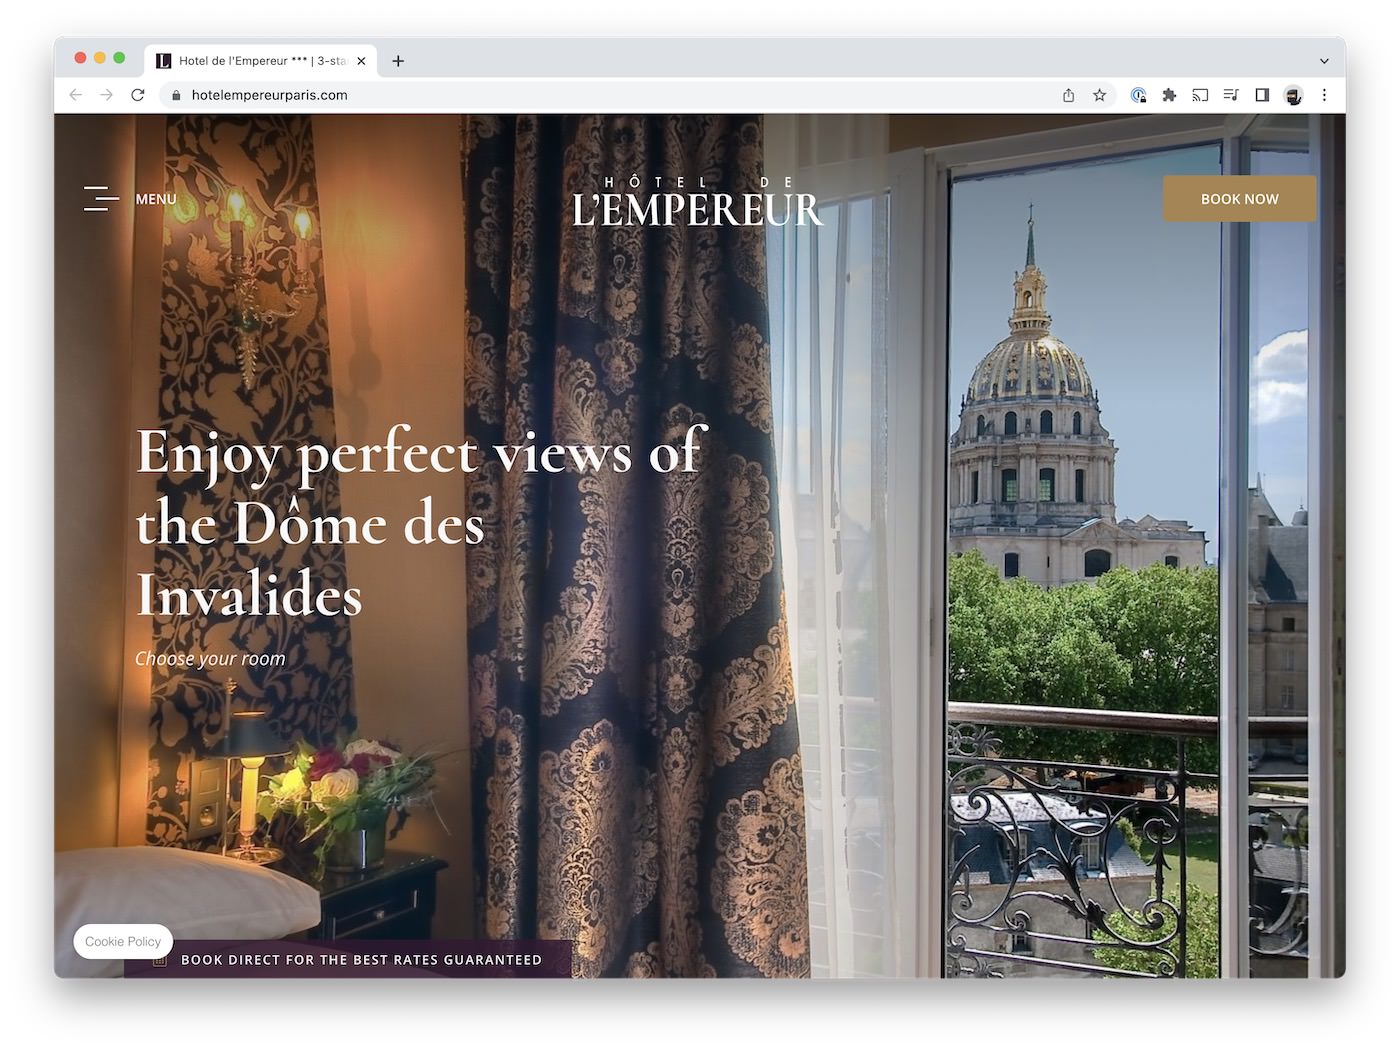 Hotel de l'Empereur *** | 3-sta
hotelempereurparis.com
MENU
HÔTEL DE
L'EMPEREUR
BOOK NOW
Enjoy perfect views of
the Dôme des
Invalides
Choose your room
Cookie Policy
BOOK DIRECT FOR THE BEST RATES GUARANTEED